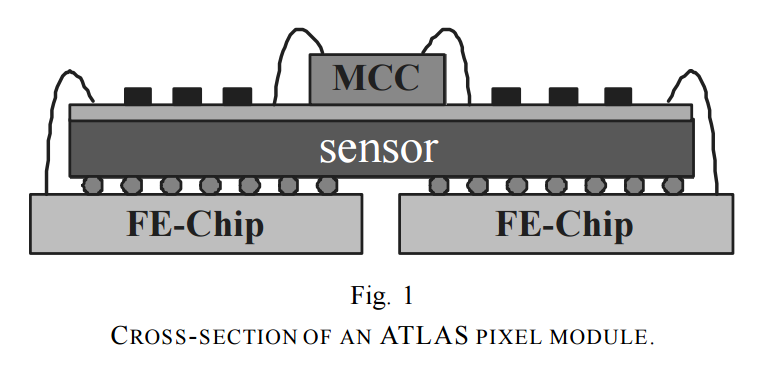 MCC
sensor
FE-Chip FE-Chip
Fig. 1
CROSS-SECTION OF AN ATLAS PIXEL MODULE.